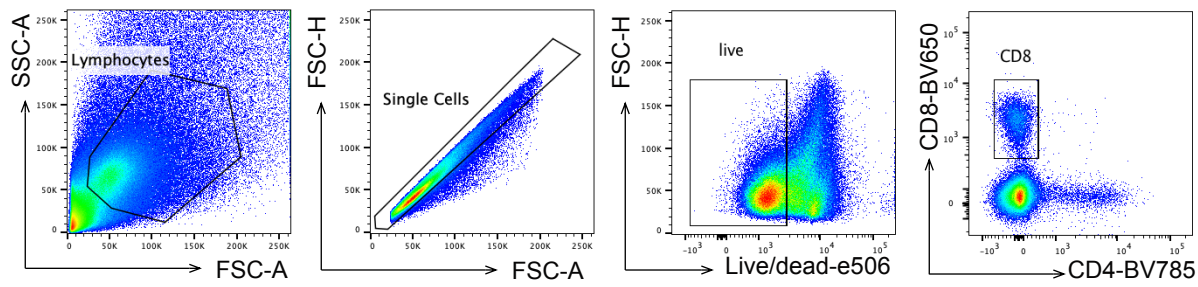 SSC-A
250K
200K
150K
100K
50K
0
Lymphocytes
0 50K 100K 150K 200K 250K
FSC-A
FSC-H
250K
200K
150K
100K
50K
0
Single Cells
0 50K 100K 150K 200K 250K
FSC-A
FSC-H
250K
200K
150K
100K
50K
0
live
-10³ 10³ 10⁴ 10⁵
Live/dead-e506
CD8-BV650
10⁵
10⁴
10³
0
CD8
-10³ 0 10³ 10⁴ 10⁵
CD4-BV785